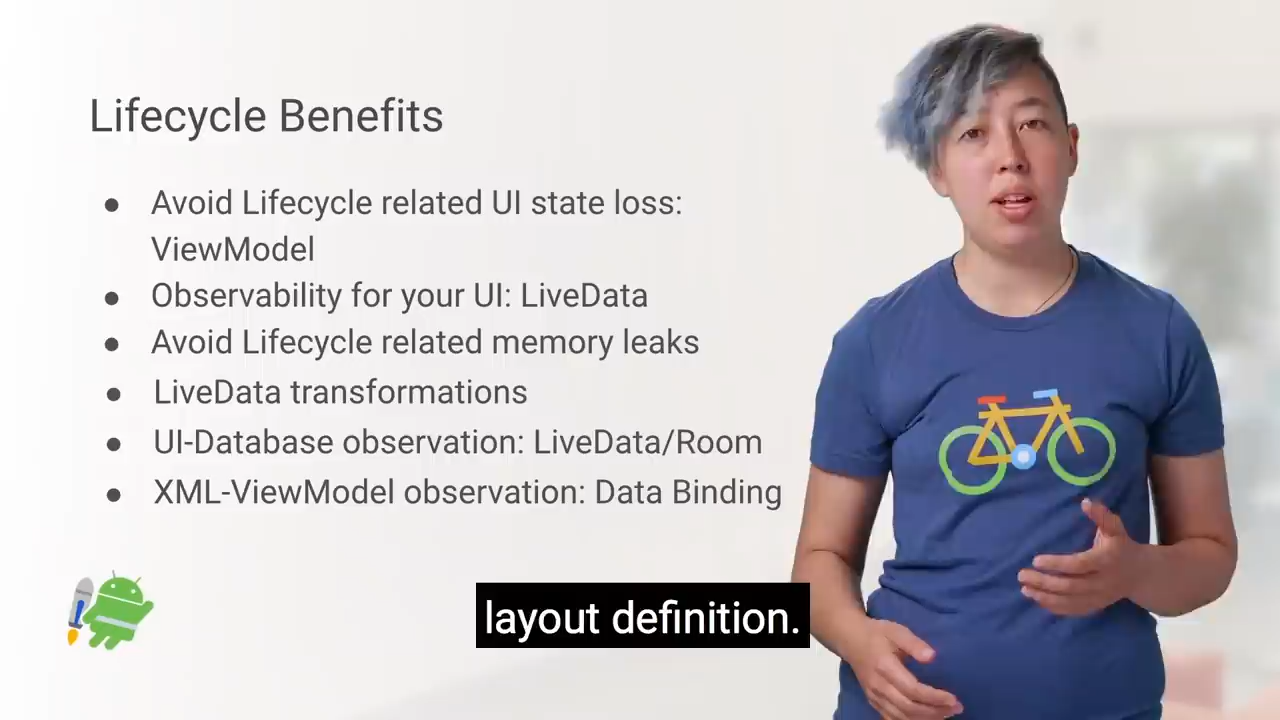 Lifecycle Benefits
● Avoid Lifecycle related UI state loss:
ViewModel
● Observability for your UI: LiveData
● Avoid Lifecycle related memory leaks
● LiveData transformations
● UI-Database observation: LiveData/Room
● XML-ViewModel observation: Data Binding
layout definition.